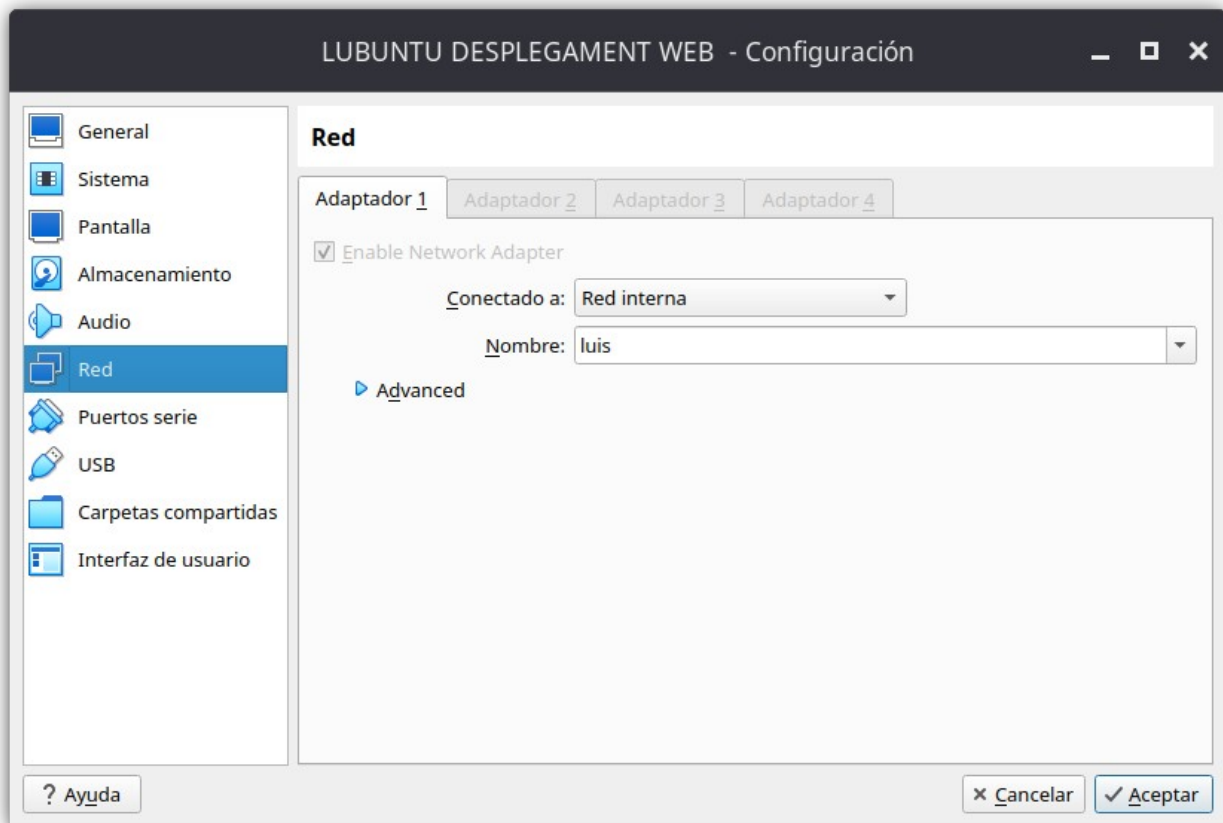 LUBUNTU DESPLEGAMENT WEB - Configuración
General
Sistema
Pantalla
Almacenamiento
Audio
Red
Puertos serie
USB
Carpetas compartidas
Interfaz de usuario
Red
Adaptador 1 Adaptador 2 Adaptador 3 Adaptador 4
Enable Network Adapter
Conectado a: Red interna
Nombre: luis
Advanced
? Ayuda Cancelar Aceptar